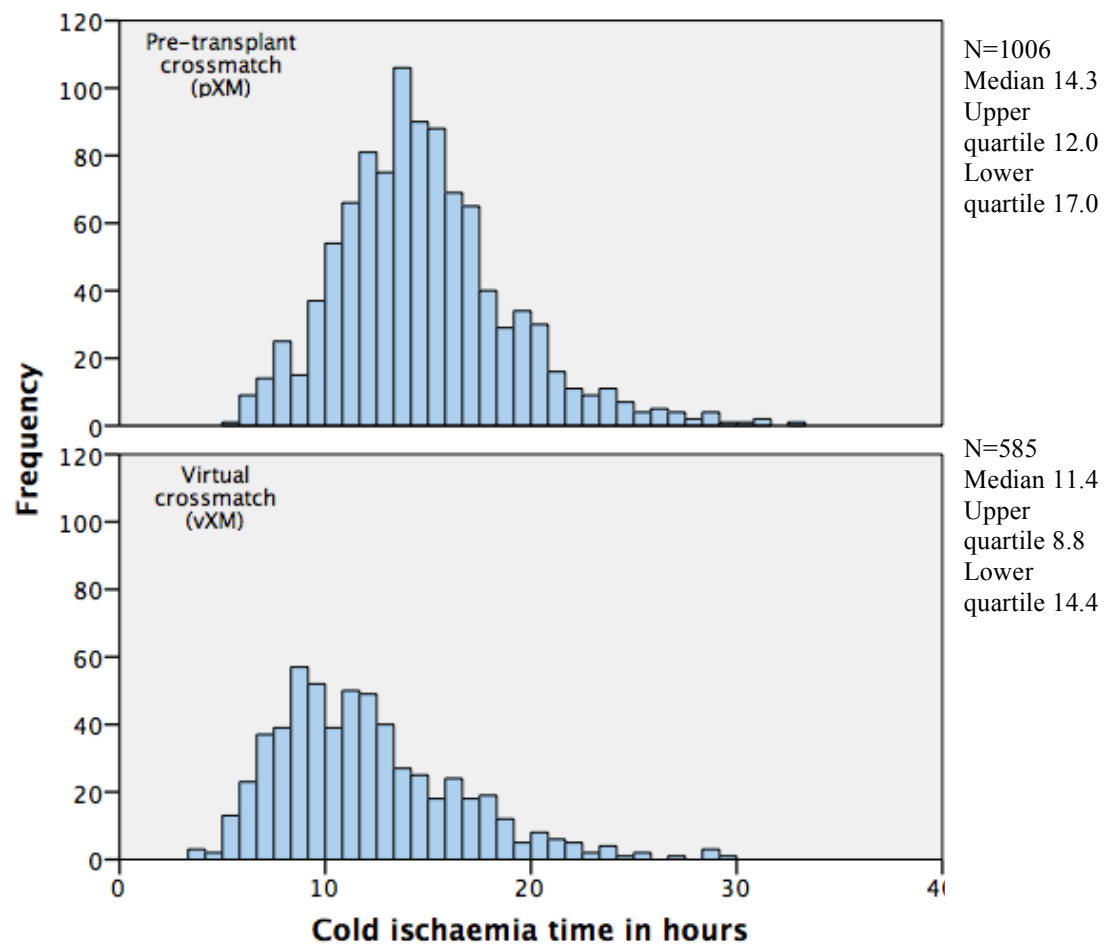 120
100
80
60
40
20
0
Pre-transplant
crossmatch
(pXM)
N=1006
Median 14.3
Upper
quartile 12.0
Lower
quartile 17.0
Frequency
120
100
80
60
40
20
0
Virtual
crossmatch
(vXM)
N=585
Median 11.4
Upper
quartile 8.8
Lower
quartile 14.4
0 10 20 30
Cold ischaemia time in hours